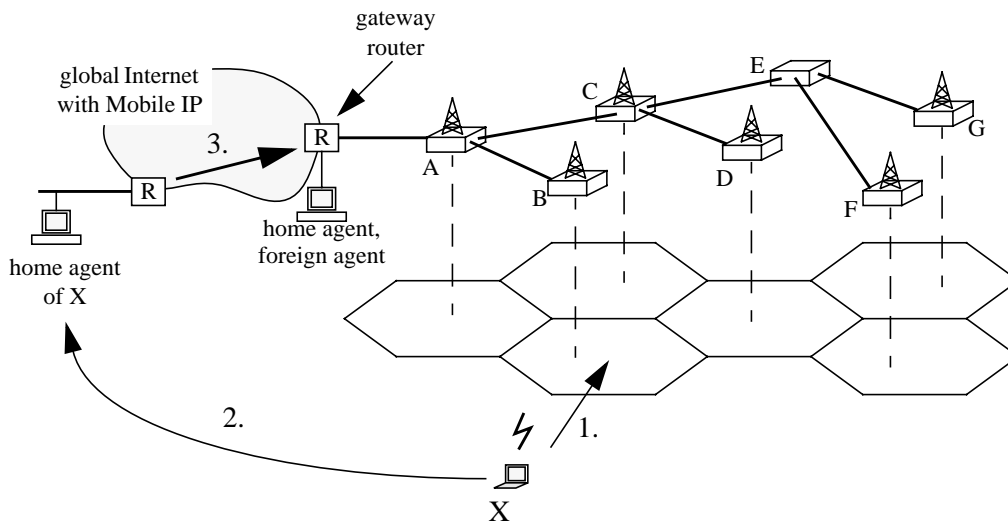 gateway
router
global Internet
with Mobile IP
E
C
G
R
3.
A
D
R
B
F
home agent,
foreign agent
home agent
of X
2.
1.
X